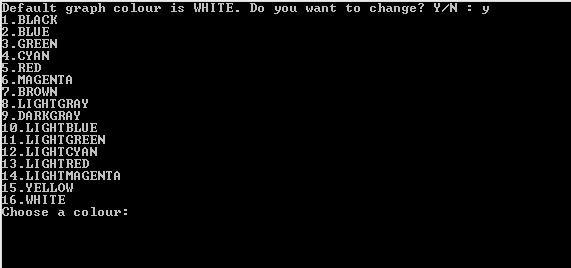 Default graph colour is WHITE. Do you want to change? Y/N : y
1.BLACK
2.BLUE
3.GREEN
4.CYAN
5.RED
6.MAGENTA
7.BROWN
8.LIGHTGRAY
9.DARKGRAY
10.LIGHTBLUE
11.LIGHTGREEN
12.LIGHTCYAN
13.LIGHTRED
14.LIGHTMAGENTA
15.YELLOW
16.WHITE
Choose a colour: